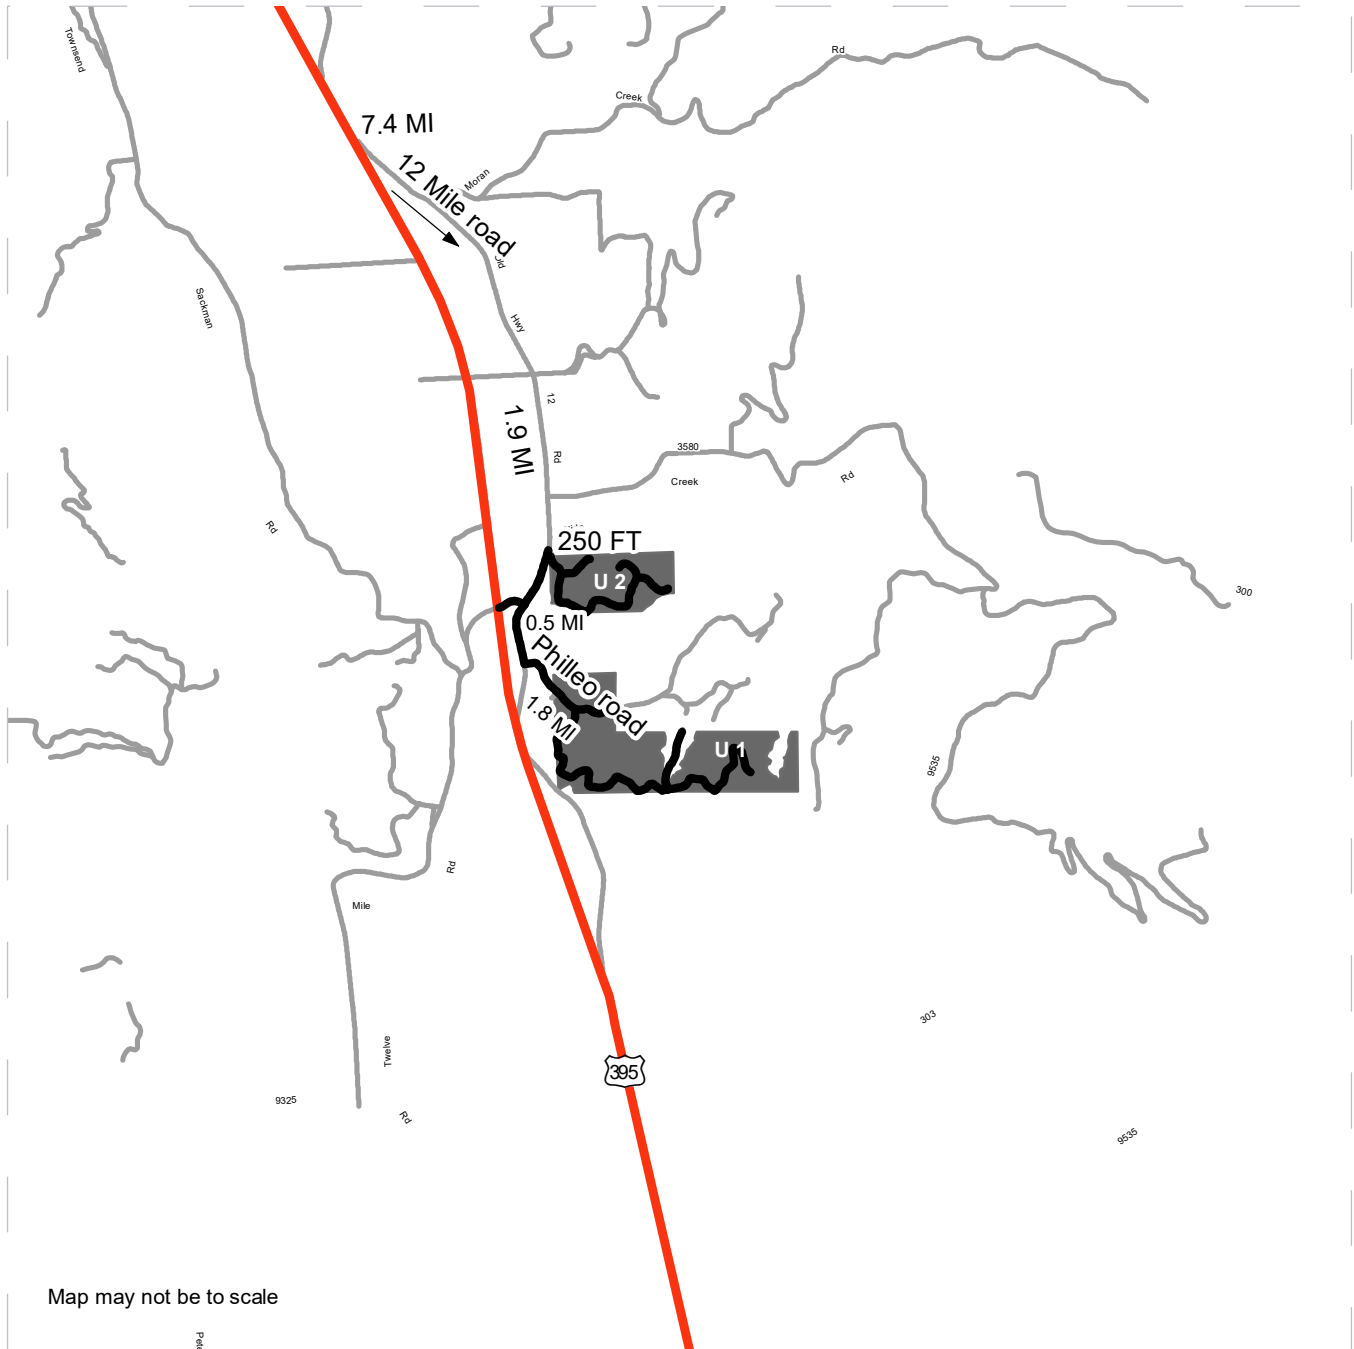 Townsend
Rd
Creek
7.4 MI
12 Mile road
Moran
Old
Sackman
Hwy
12
1.9 MI
Rd
3580
Creek
Rd
Rd
250 FT
U 2
300
0.5 MI
Philleo road
1.8 MI
U 1
9535
Rd
Mile
303
Twelve
395
9325
Rd
9535
Map may not be to scale